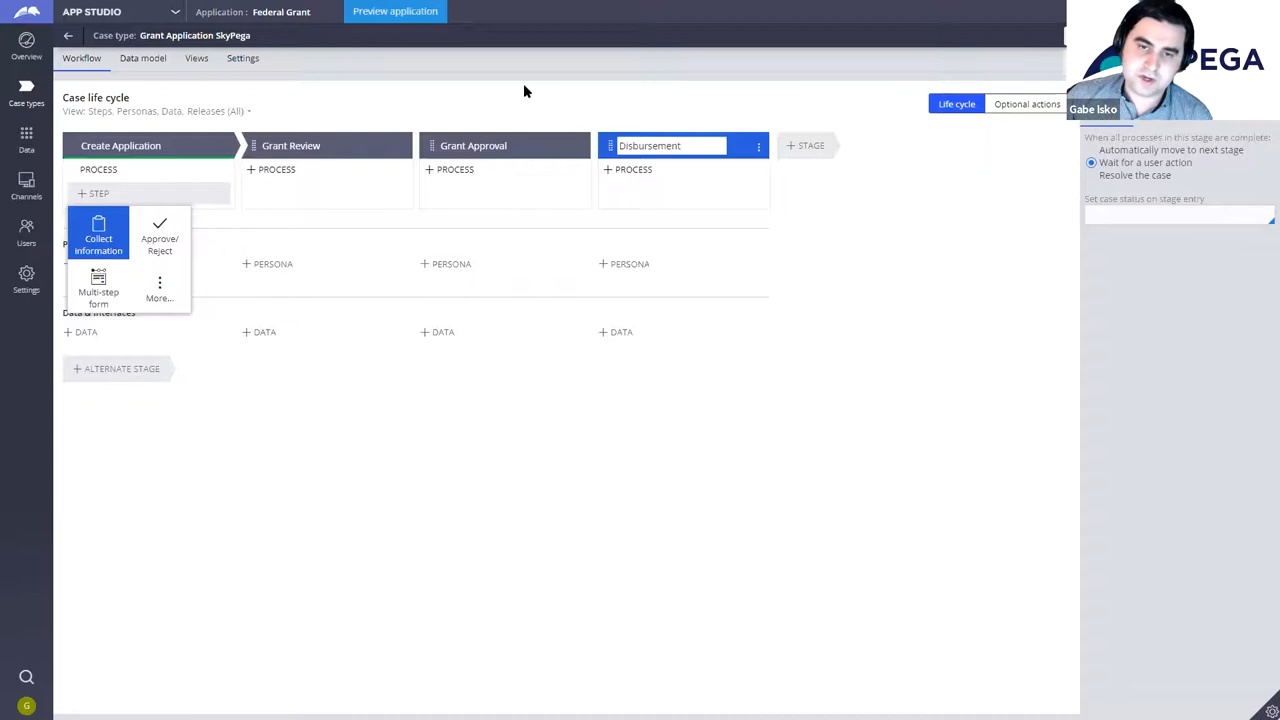 APP STUDIO
Application : Federal Grant
Preview application
Case type: Grant Application SkyPega
Workflow
Data model
Views
Settings
Overview
Case types
Data
Channels
Users
Settings
Case life cycle
View: Steps, Personas, Data, Releases (All)
Life cycle
Optional actions
Create Application
Grant Review
Grant Approval
Disbursement
+ STAGE
PROCESS
+ PROCESS
+ PROCESS
+ PROCESS
+ STEP
Collect
information
Approve/
Reject
Multi-step
form
More...
+ PERSONA
+ PERSONA
+ PERSONA
Data & Interfaces
+ DATA
+ DATA
+ DATA
+ DATA
+ ALTERNATE STAGE
PEGA
Gabe Isko
When all processes in this stage are complete:
Automatically move to next stage
Wait for a user action
Resolve the case
Set case status on stage entry
G